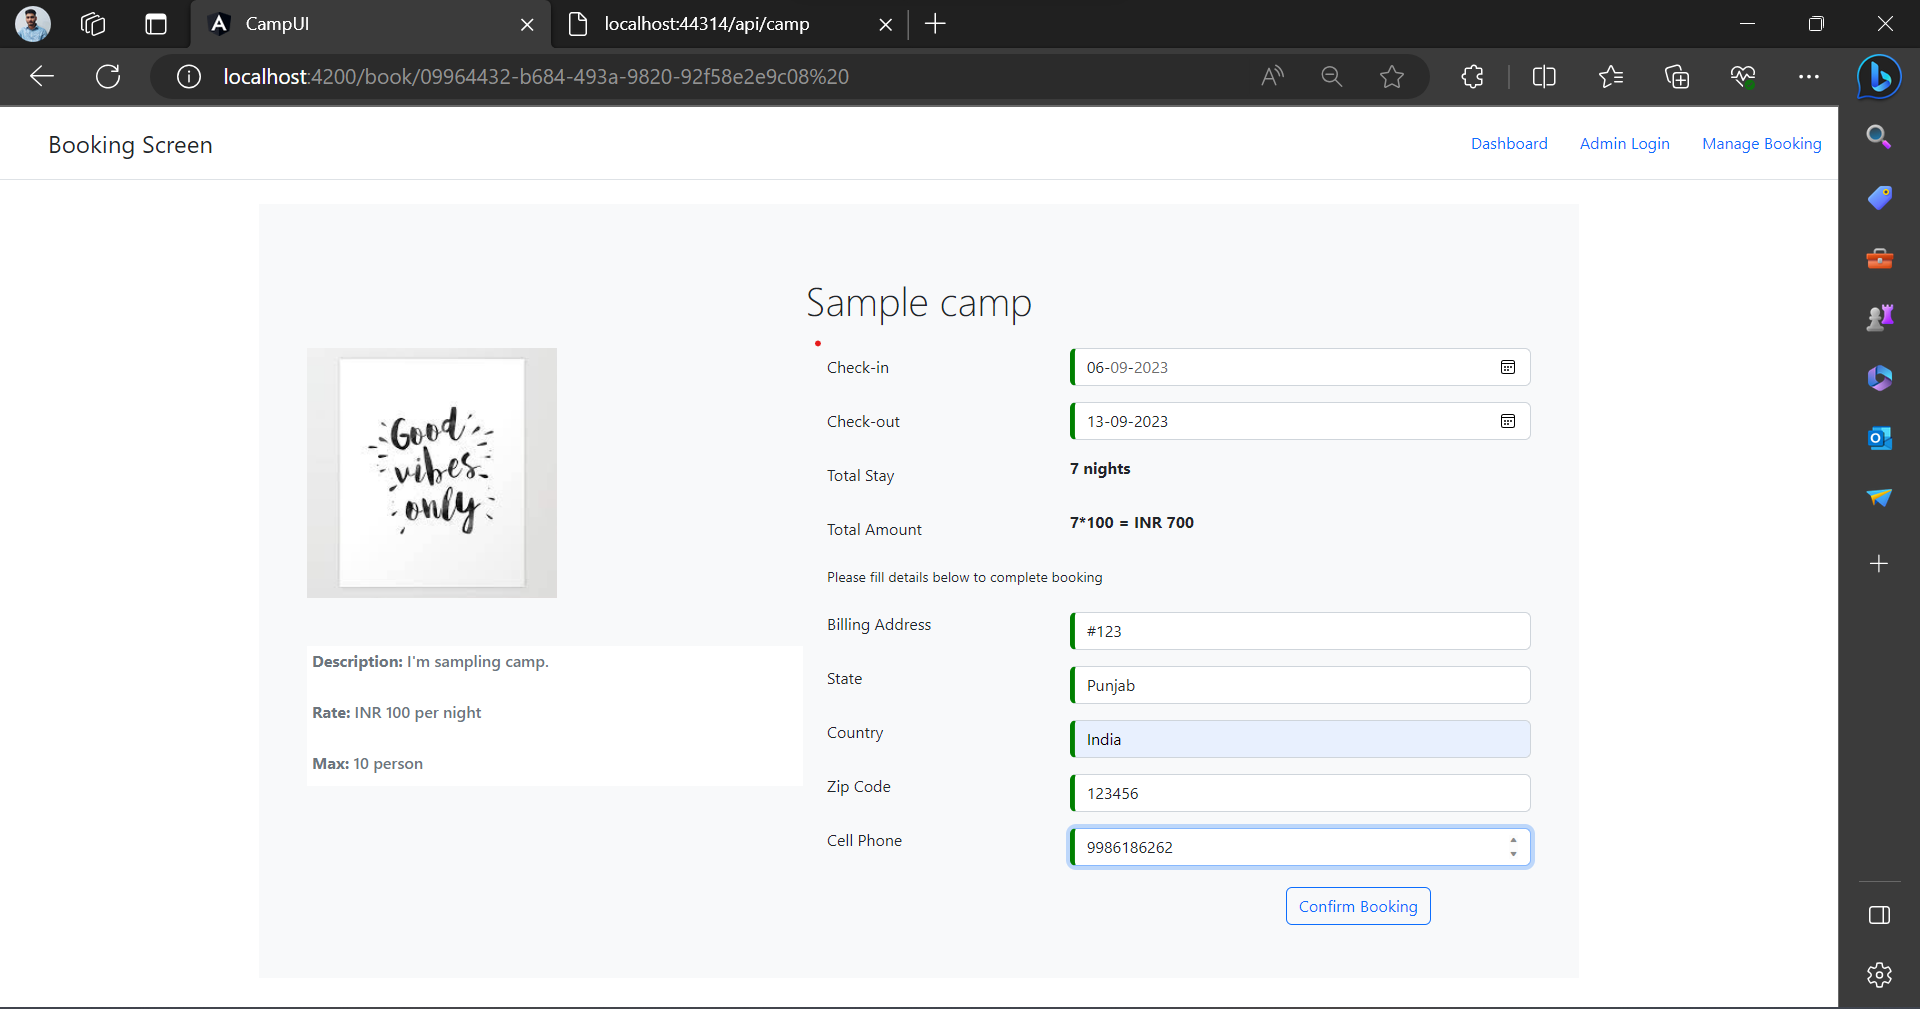 CampUI
localhost:44314/api/camp
localhost:4200/book/09964432-b684-493a-9820-92f58e2e9c08%20
Booking Screen
Dashboard
Admin Login
Manage Booking
Sample camp
Check-in
06-09-2023
Check-out
13-09-2023
Total Stay
7 nights
Total Amount
7*100 = INR 700
Please fill details below to complete booking
Good
vibes
only
Description: I'm sampling camp.
Rate: INR 100 per night
Max: 10 person
Billing Address
#123
State
Punjab
Country
India
Zip Code
123456
Cell Phone
9986186262
Confirm Booking